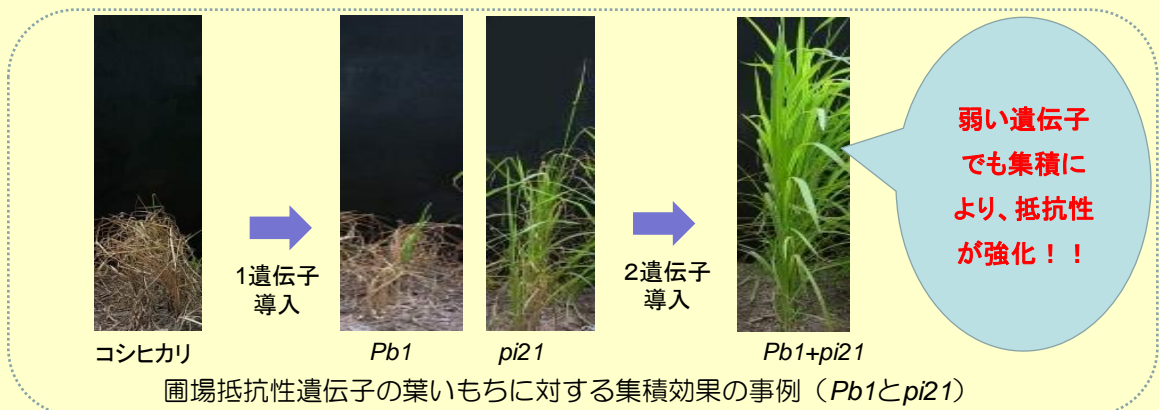 弱い遺伝子
でも集積に
より、抵抗性
が強化！！
1遺伝子
導入
2遺伝子
導入
コシヒカリ
Pb1
pi21
Pb1+pi21
圃場抵抗性遺伝子の葉いもちに対する集積効果の事例（Pb1とpi21）